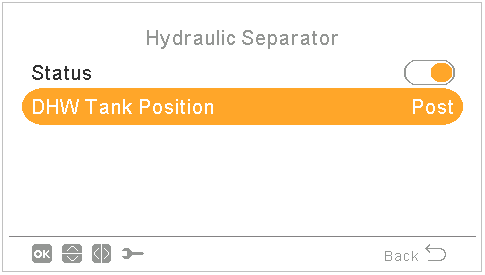 Hydraulic Separator
Status
DHW Tank Position Post
OK Back